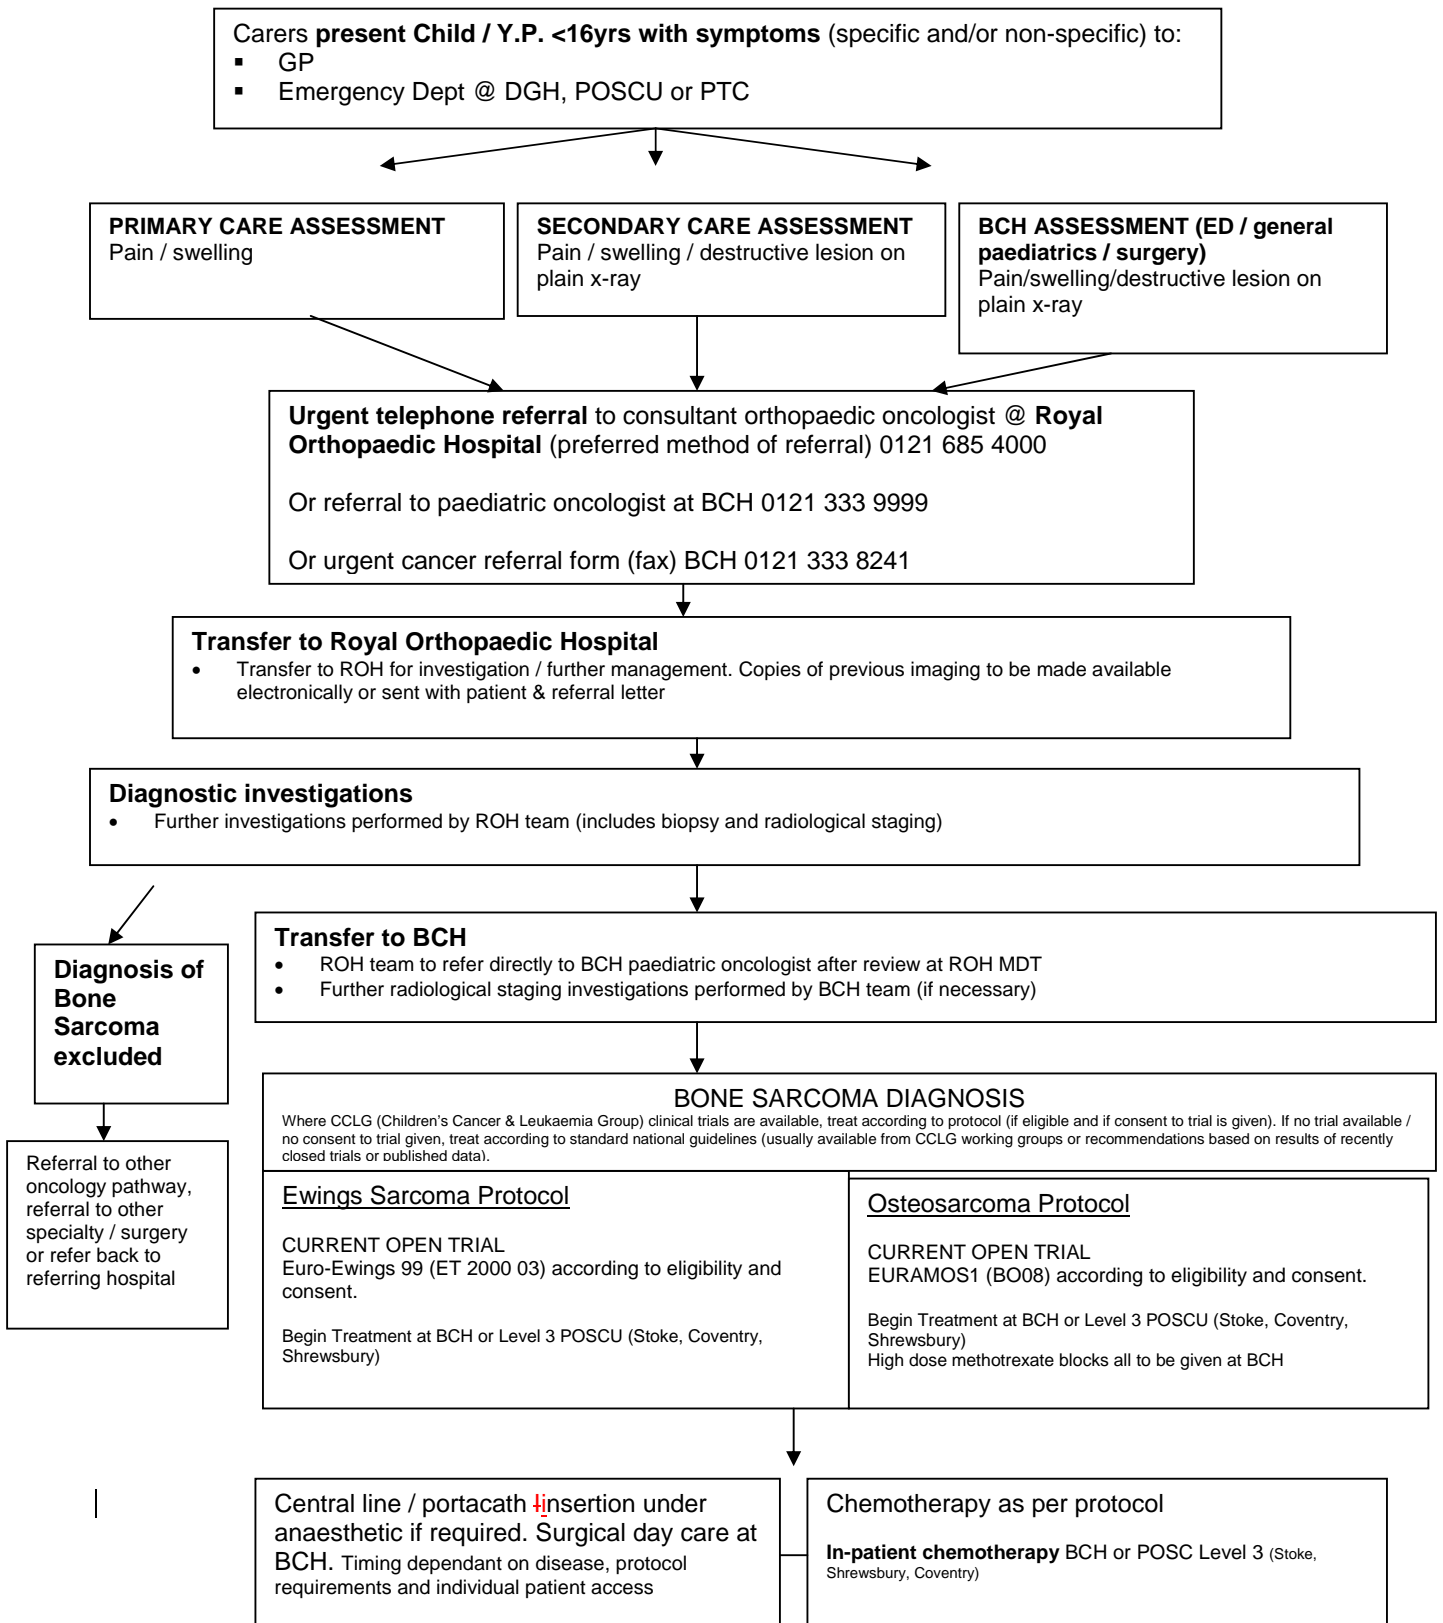 Carers present Child / Y.P. <16yrs with symptoms (specific and/or non-specific) to:
▪ GP
▪ Emergency Dept @ DGH, POSCU or PTC
PRIMARY CARE ASSESSMENT
Pain / swelling
SECONDARY CARE ASSESSMENT
Pain / swelling / destructive lesion on
plain x-ray
BCH ASSESSMENT (ED / general
paediatrics / surgery)
Pain/swelling/destructive lesion on
plain x-ray
Urgent telephone referral to consultant orthopaedic oncologist @ Royal
Orthopaedic Hospital (preferred method of referral) 0121 685 4000
Or referral to paediatric oncologist at BCH 0121 333 9999
Or urgent cancer referral form (fax) BCH 0121 333 8241
Transfer to Royal Orthopaedic Hospital
• Transfer to ROH for investigation / further management. Copies of previous imaging to be made available
electronically or sent with patient & referral letter
Diagnostic investigations
• Further investigations performed by ROH team (includes biopsy and radiological staging)
Diagnosis of
Bone
Sarcoma
excluded
Transfer to BCH
• ROH team to refer directly to BCH paediatric oncologist after review at ROH MDT
• Further radiological staging investigations performed by BCH team (if necessary)
Referral to other
oncology pathway,
referral to other
specialty / surgery
or refer back to
referring hospital
BONE SARCOMA DIAGNOSIS
Where CCLG (Children's Cancer & Leukaemia Group) clinical trials are available, treat according to protocol (if eligible and if consent to trial is given). If no trial available /
no consent to trial given, treat according to standard national guidelines (usually available from CCLG working groups or recommendations based on results of recently
closed trials or published data).
Ewings Sarcoma Protocol
CURRENT OPEN TRIAL
Euro-Ewings 99 (ET 2000 03) according to eligibility and
consent.
Begin Treatment at BCH or Level 3 POSCU (Stoke, Coventry,
Shrewsbury)
Osteosarcoma Protocol
CURRENT OPEN TRIAL
EURAMOS1 (BO08) according to eligibility and consent.
Begin Treatment at BCH or Level 3 POSCU (Stoke, Coventry,
Shrewsbury)
High dose methotrexate blocks all to be given at BCH
Central line / portacath Iinsertion under
anaesthetic if required. Surgical day care at
BCH. Timing dependant on disease, protocol
requirements and individual patient access
Chemotherapy as per protocol
In-patient chemotherapy BCH or POSC Level 3 (Stoke,
Shrewsbury, Coventry)